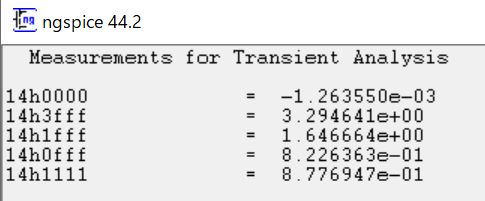 ngspice 44.2
Measurements for Transient Analysis
14h0000 = -1.263550e-03
14h3fff = 3.294641e+00
14h1fff = 1.646664e+00
14h0fff = 8.226363e-01
14h1111 = 8.776947e-01